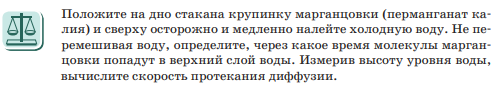 Положите на дно стакана крупинку марганцовки (перманганат ка-
лия) и сверху осторожно и медленно налейте холодную воду. Не пе-
ремешивая воду, определите, через какое время молекулы марган-
цовки попадут в верхний слой воды. Измерив высоту уровня воды,
вычислите скорость протекания диффузии.